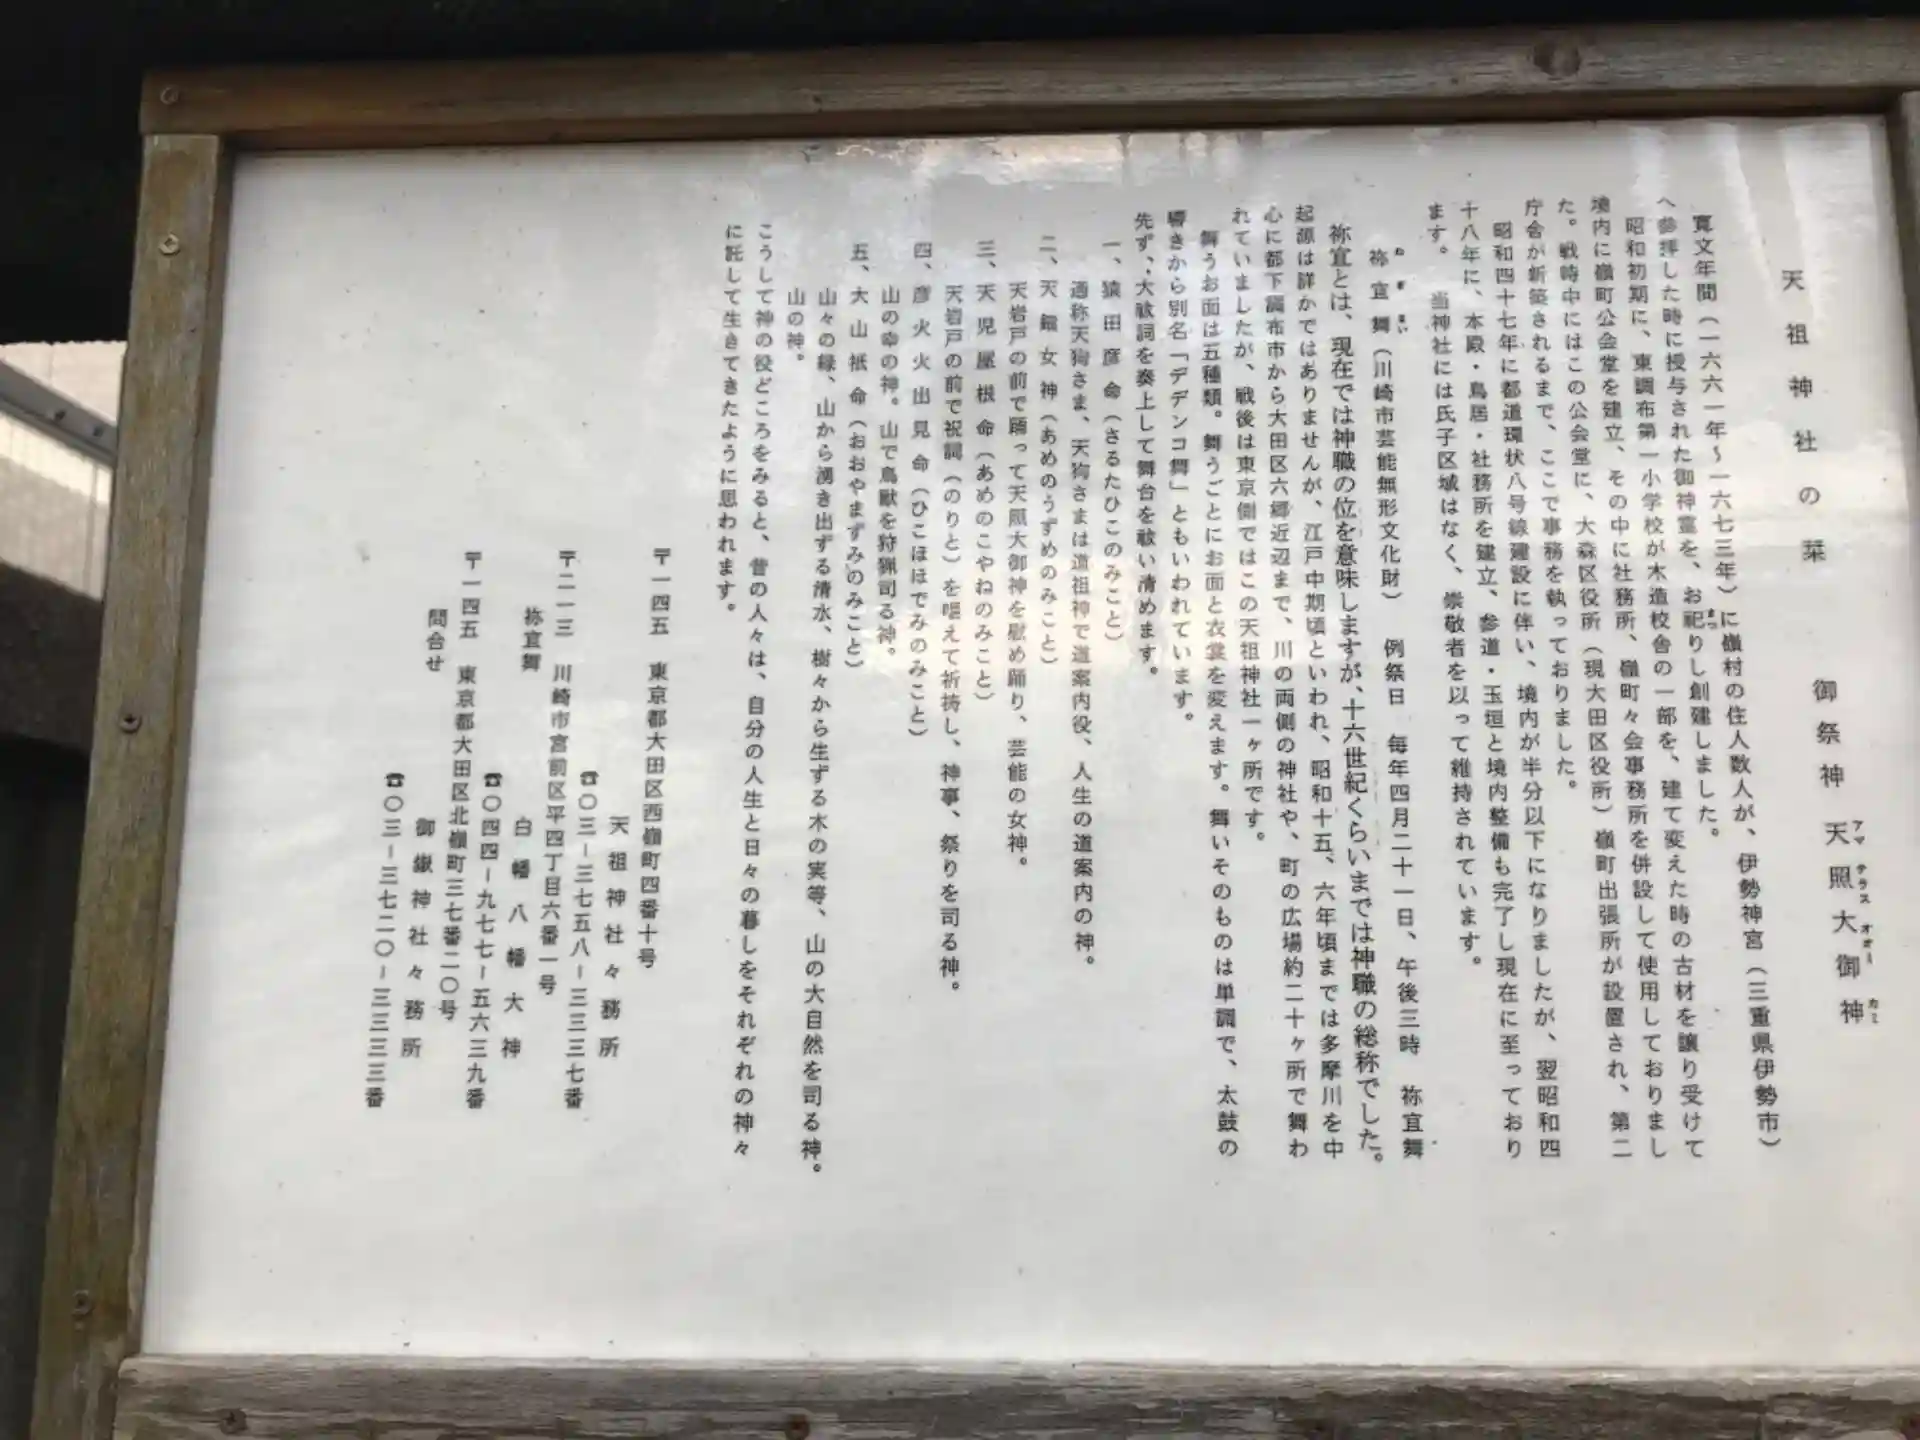 天祖神社の栞　御祭神　天照大御神
アマ　テラス　オオ　カミ
寛文年間（一六六一年～一六七三年）に嶺村の住人数人が、伊勢神宮（三重県伊勢市）
へ参拝した時に授与された御神霊を、お祀りし創建しました。
まつ
昭和初期に、東調布第一小学校が木造校舎の一部を、建て変えた時の古材を譲り受けて
境内に嶺町公会堂を建立、その中に社務所、嶺町々会事務所を併設して使用しておりまし
た。戦時中にはこの公会堂に、大森区役所（現大田区役所）嶺町出張所が設置され、第二
庁舎が新築されるまで、ここで事務を執っておりました。
昭和四十七年に都道環状八号線建設に伴い、境内が半分以下になりましたが、翌昭和四
十八年に、本殿・鳥居・社務所を建立、参道・玉垣と境内整備も完了し現在に至っており
ます。　当神社には氏子区域はなく、崇敬者を以って維持されています。
祢宜舞（川崎市芸能無形文化財）　例祭日　毎年四月二十一日、午後三時　祢宜舞
ね　ぎ　まい
祢宜とは、現在では神職の位を意味しますが、十六世紀くらいまでは神職の総称でした。
起源は詳かではありませんが、江戸中期頃といわれ、昭和十五、六年頃までは多摩川を中
心に都下調布市から大田区六郷近辺まで、川の両側の神社や、町の広場約二十ヶ所で舞わ
れていましたが、戦後は東京側ではこの天祖神社一ヶ所です。
舞うお面は五種類。舞うごとにお面と衣裳を変えます。舞いそのものは単調で、太鼓の
響きから別名「デデンコ舞」ともいわれています。
先ず、大祓詞を奏上して舞台を祓い清めます。
一、猿田彦命（さるたひこのみこと）
通称天狗さま、天狗さまは道祖神で道案内役、人生の道案内の神。
二、天鈿女神（あめのうずめのみこと）
天岩戸の前で踊って天照大御神を慰め踊り、芸能の女神。
三、天児屋根命（あめのこやねのみこと）
天岩戸の前で祝詞（のりと）を唱えて祈祷し、神事、祭りを司る神。
四、彦火火出見命（ひこほほでみのみこと）
山の幸の神。山で鳥獣を狩猟司る神。
五、大山祇命（おおやまずみのみこと）
山々の緑、山から湧き出ずる清水、樹々から生ずる木の実等、山の大自然を司る神。
山の神。
こうして神の役どころをみると、昔の人々は、自分の人生と日々の暮しをそれぞれの神々
に託して生きてきたように思われます。
〒一四五　東京都大田区西嶺町四番十号
天祖神社々務所
☎〇三－三七五八－三三三七番
〒二一三　川崎市宮前区平四丁目六番一号
祢宜舞　白幡八幡大神
☎〇四四－九七七－五六三九番
〒一四五　東京都大田区北嶺町三七番二〇号
問合せ　御嶽神社々務所
☎〇三－三七二〇－三三三三番